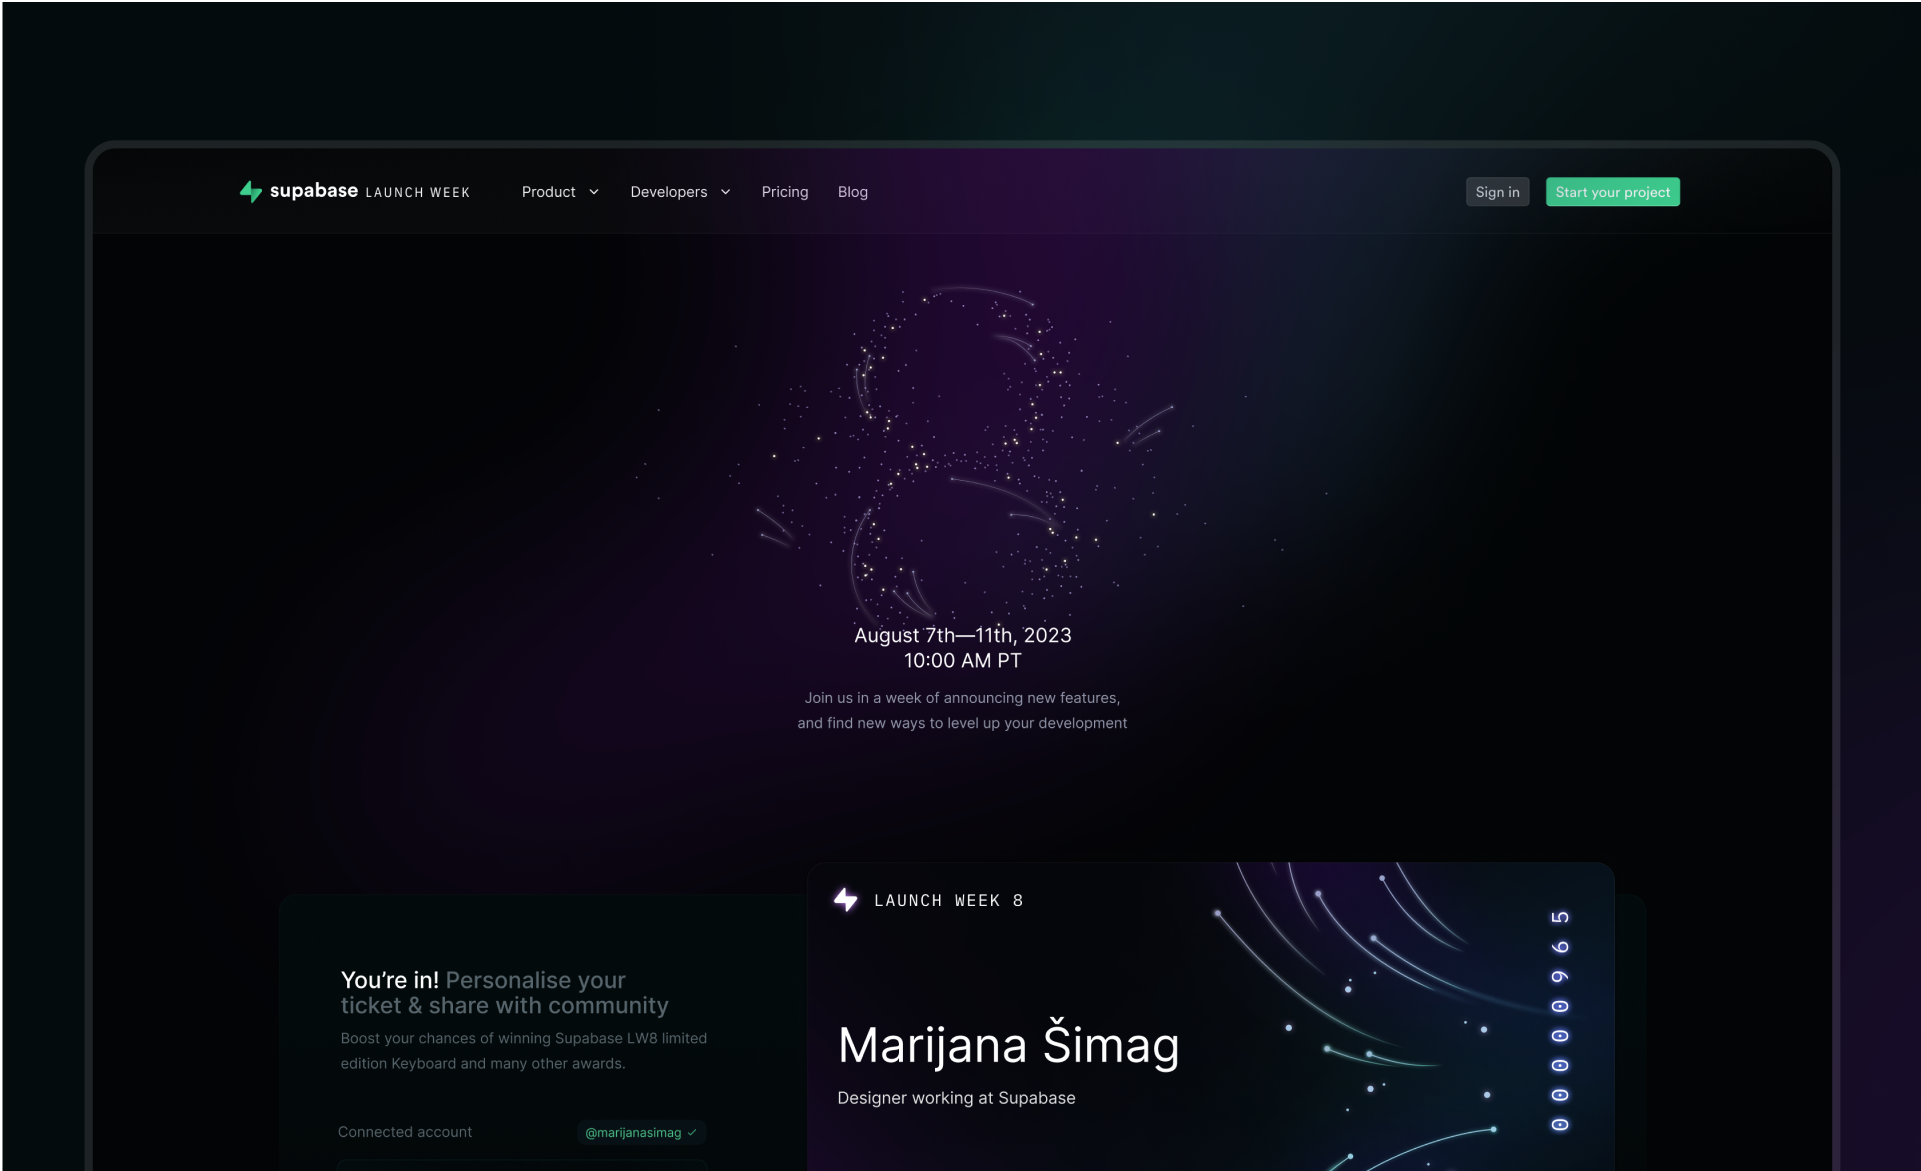 supabase LAUNCH WEEK
Product
Developers
Pricing
Blog
Sign in
Start your project
August 7th—11th, 2023
10:00 AM PT
Join us in a week of announcing new features,
and find new ways to level up your development
You’re in! Personalise your
ticket & share with community
Boost your chances of winning Supabase LW8 limited
edition Keyboard and many other awards.
Connected account
@marijanasimag
LAUNCH WEEK 8
Marijana Šimag
Designer working at Supabase
00000965